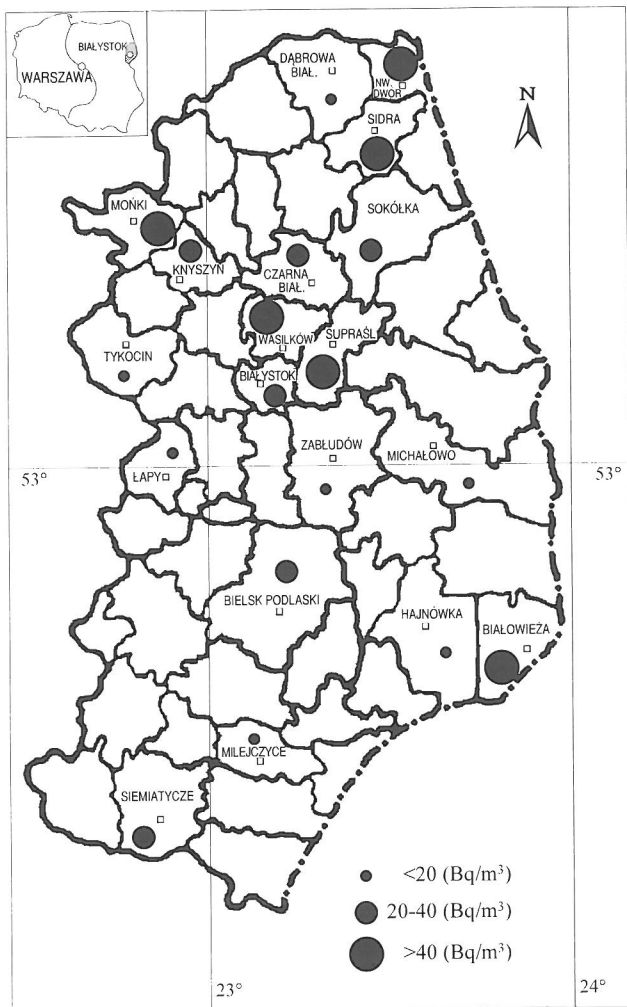 BIAŁYSTOK
WARSZAWA
DĄBROWA
BIAŁ.
NW.
DWÓR
SIDRA
N
MOŃKI
SOKÓŁKA
KNYSZYŃ
CZARNA
BIAŁ.
WASILKÓW
SUPRAŚL
TYKOCIN
BIAŁYSTOK
ZABŁUDÓW
MICHAŁOWO
ŁAPY
53°
53°
BIELSK PODLASKI
HAJNÓWKA
BIAŁOWIEŻA
MILEJCZYCE
SIEMIATYCZE
<20 (Bq/m³)
20-40 (Bq/m³)
>40 (Bq/m³)
23°
24°